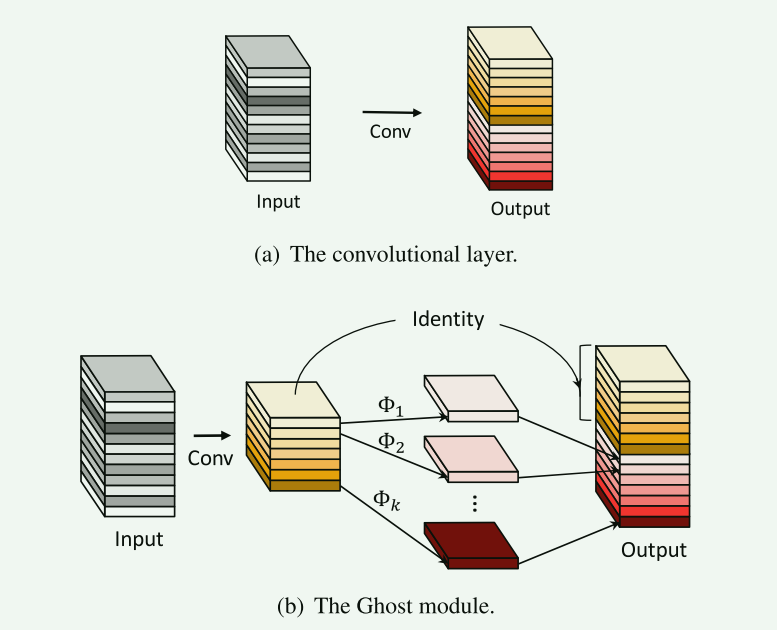 Conv
Input
Output
(a) The convolutional layer.
Identity
Φ1
Φ2
Conv
Φk
⋮
Input
Output
(b) The Ghost module.